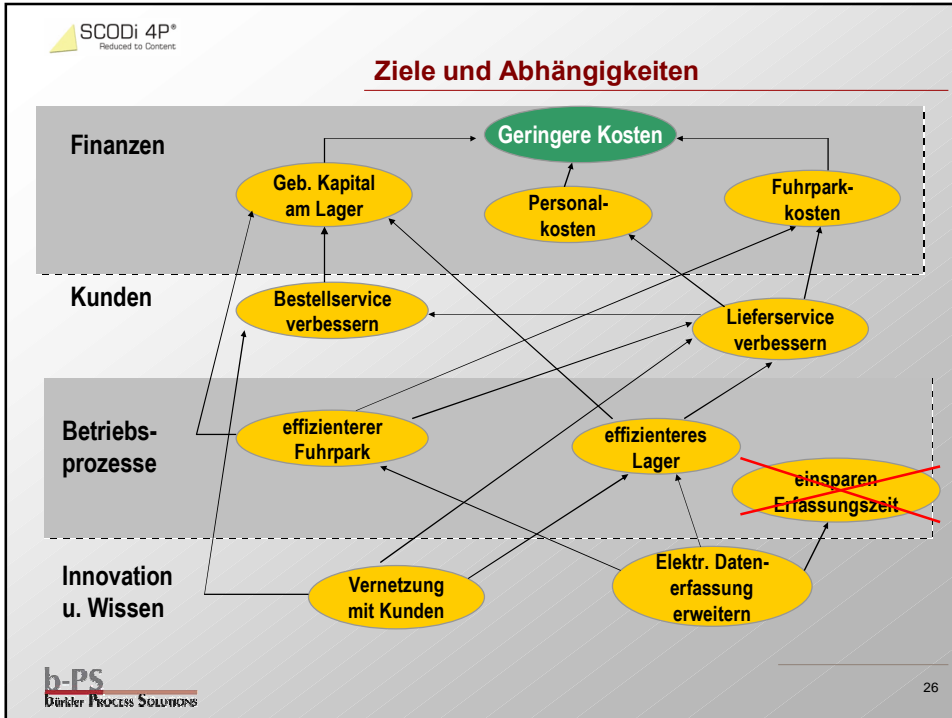 SCODi 4P®
Reduced to Content
Ziele und Abhängigkeiten
Finanzen
Geringere Kosten
Geb. Kapital
am Lager
Personal-
kosten
Fuhrpark-
kosten
Kunden
Bestellservice
verbessern
Lieferservice
verbessern
Betriebs-
prozesse
effizienterer
Fuhrpark
effizienteres
Lager
einsparen
Erfassungszeit
Innovation
u. Wissen
Vernetzung
mit Kunden
Elektr. Daten-
erfassung
erweitern
b-PS
Dürkler Process Solutions
26